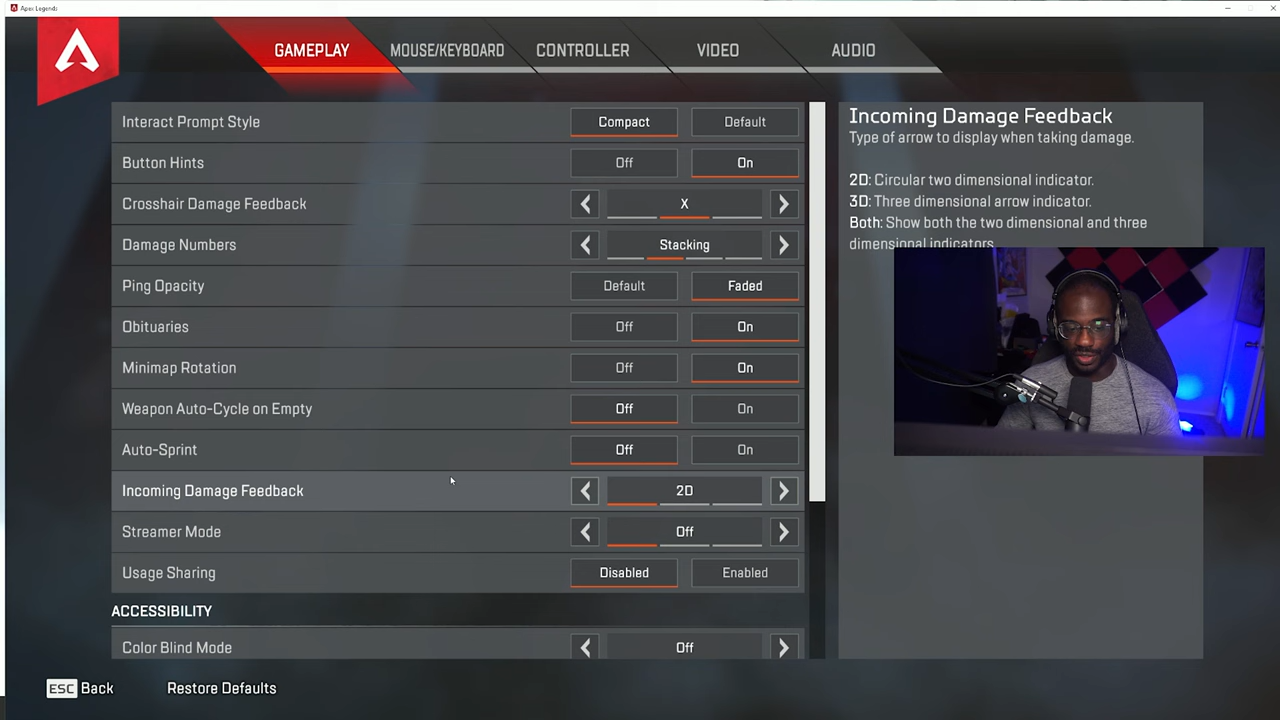 Apex Legends
GAMEPLAY
MOUSE/KEYBOARD
CONTROLLER
VIDEO
AUDIO
Interact Prompt Style
Compact
Default
Button Hints
Off
On
Crosshair Damage Feedback
X
Damage Numbers
Stacking
Ping Opacity
Default
Faded
Obituaries
Off
On
Minimap Rotation
Off
On
Weapon Auto-Cycle on Empty
Off
On
Auto-Sprint
Off
On
Incoming Damage Feedback
2D
Streamer Mode
Off
Usage Sharing
Disabled
Enabled
ACCESSIBILITY
Color Blind Mode
Off
Incoming Damage Feedback
Type of arrow to display when taking damage.
2D: Circular two dimensional indicator.
3D: Three dimensional arrow indicator.
Both: Show both the two dimensional and three
dimensional indicators
ESC Back
Restore Defaults